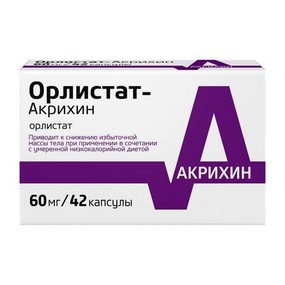 Орлистат-
Акрихин
орлистат
Приводит к снижению избыточной
массы тела при применении в сочетании
с умеренной низкокалорийной диетой
АКРИХИН
60 мг/42 капсулы